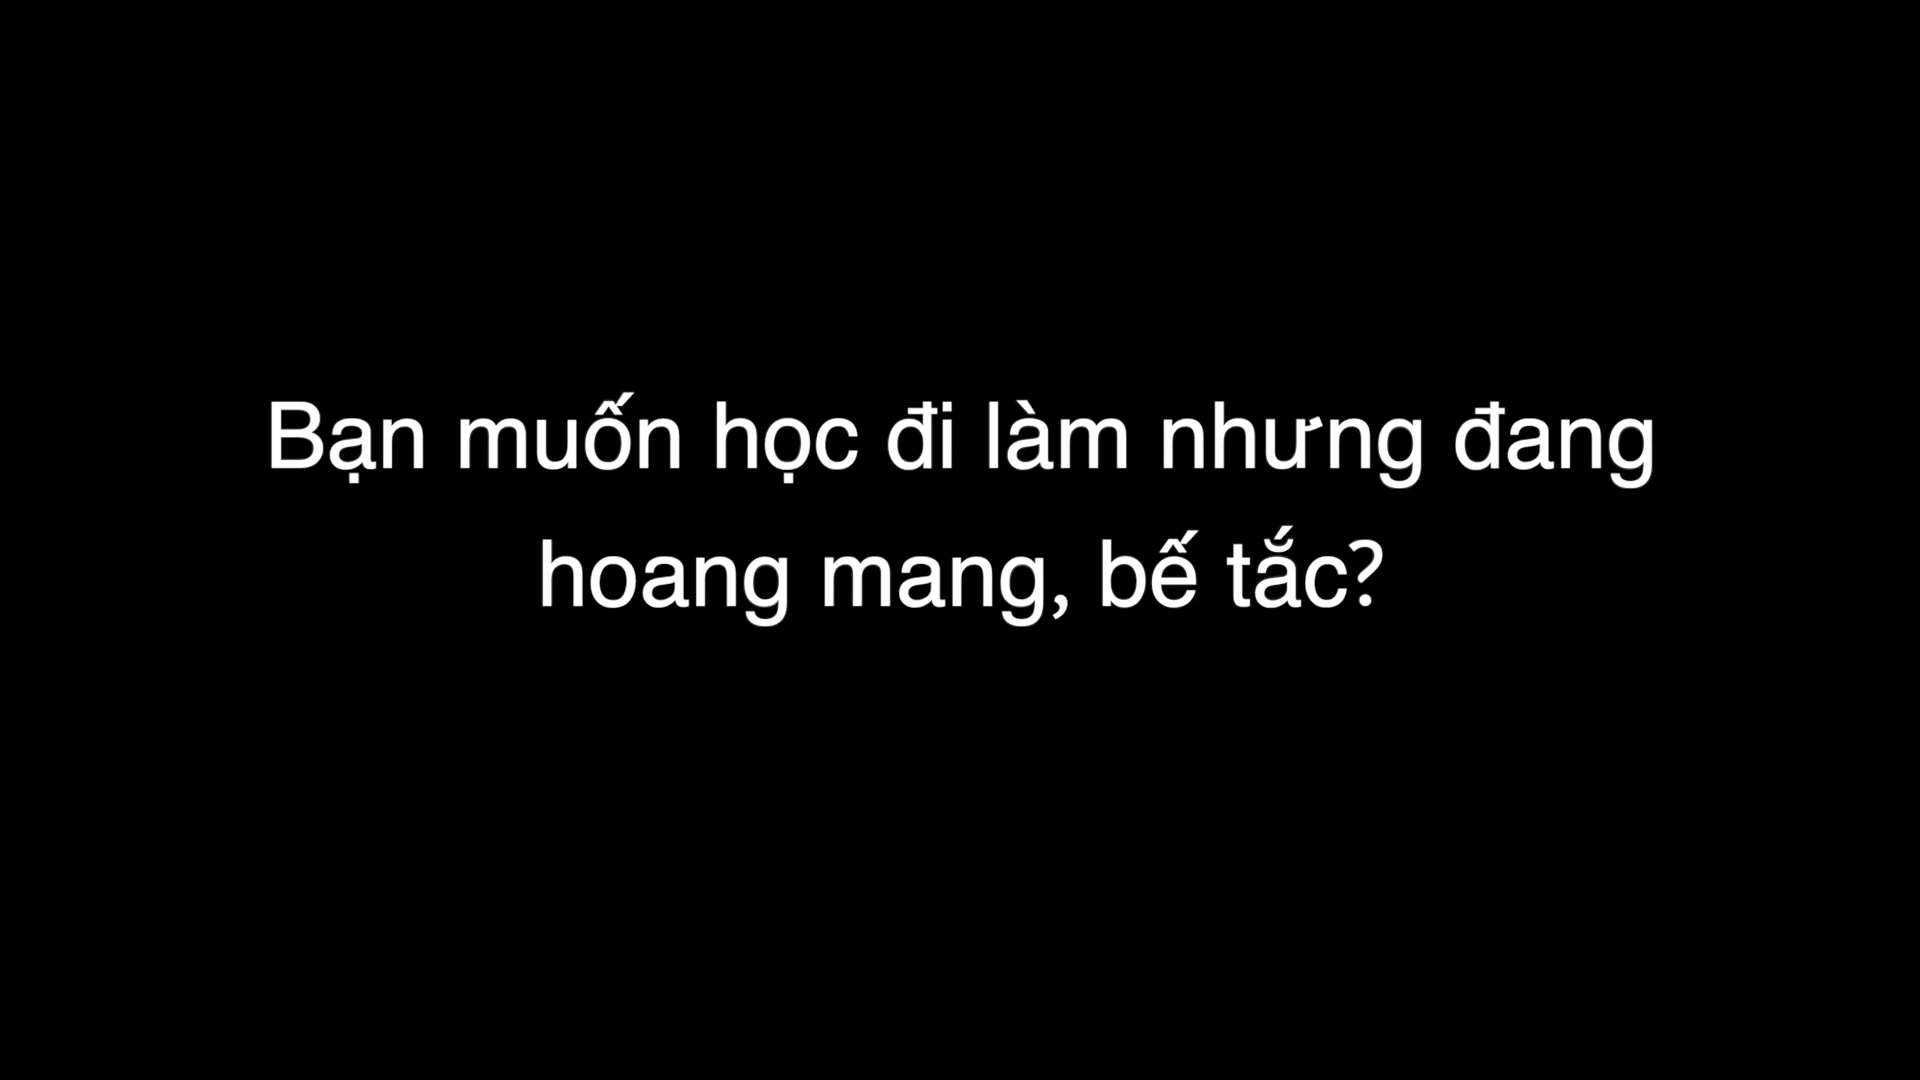 Bạn muốn học đi làm nhưng đang
hoang mang, bế tắc?